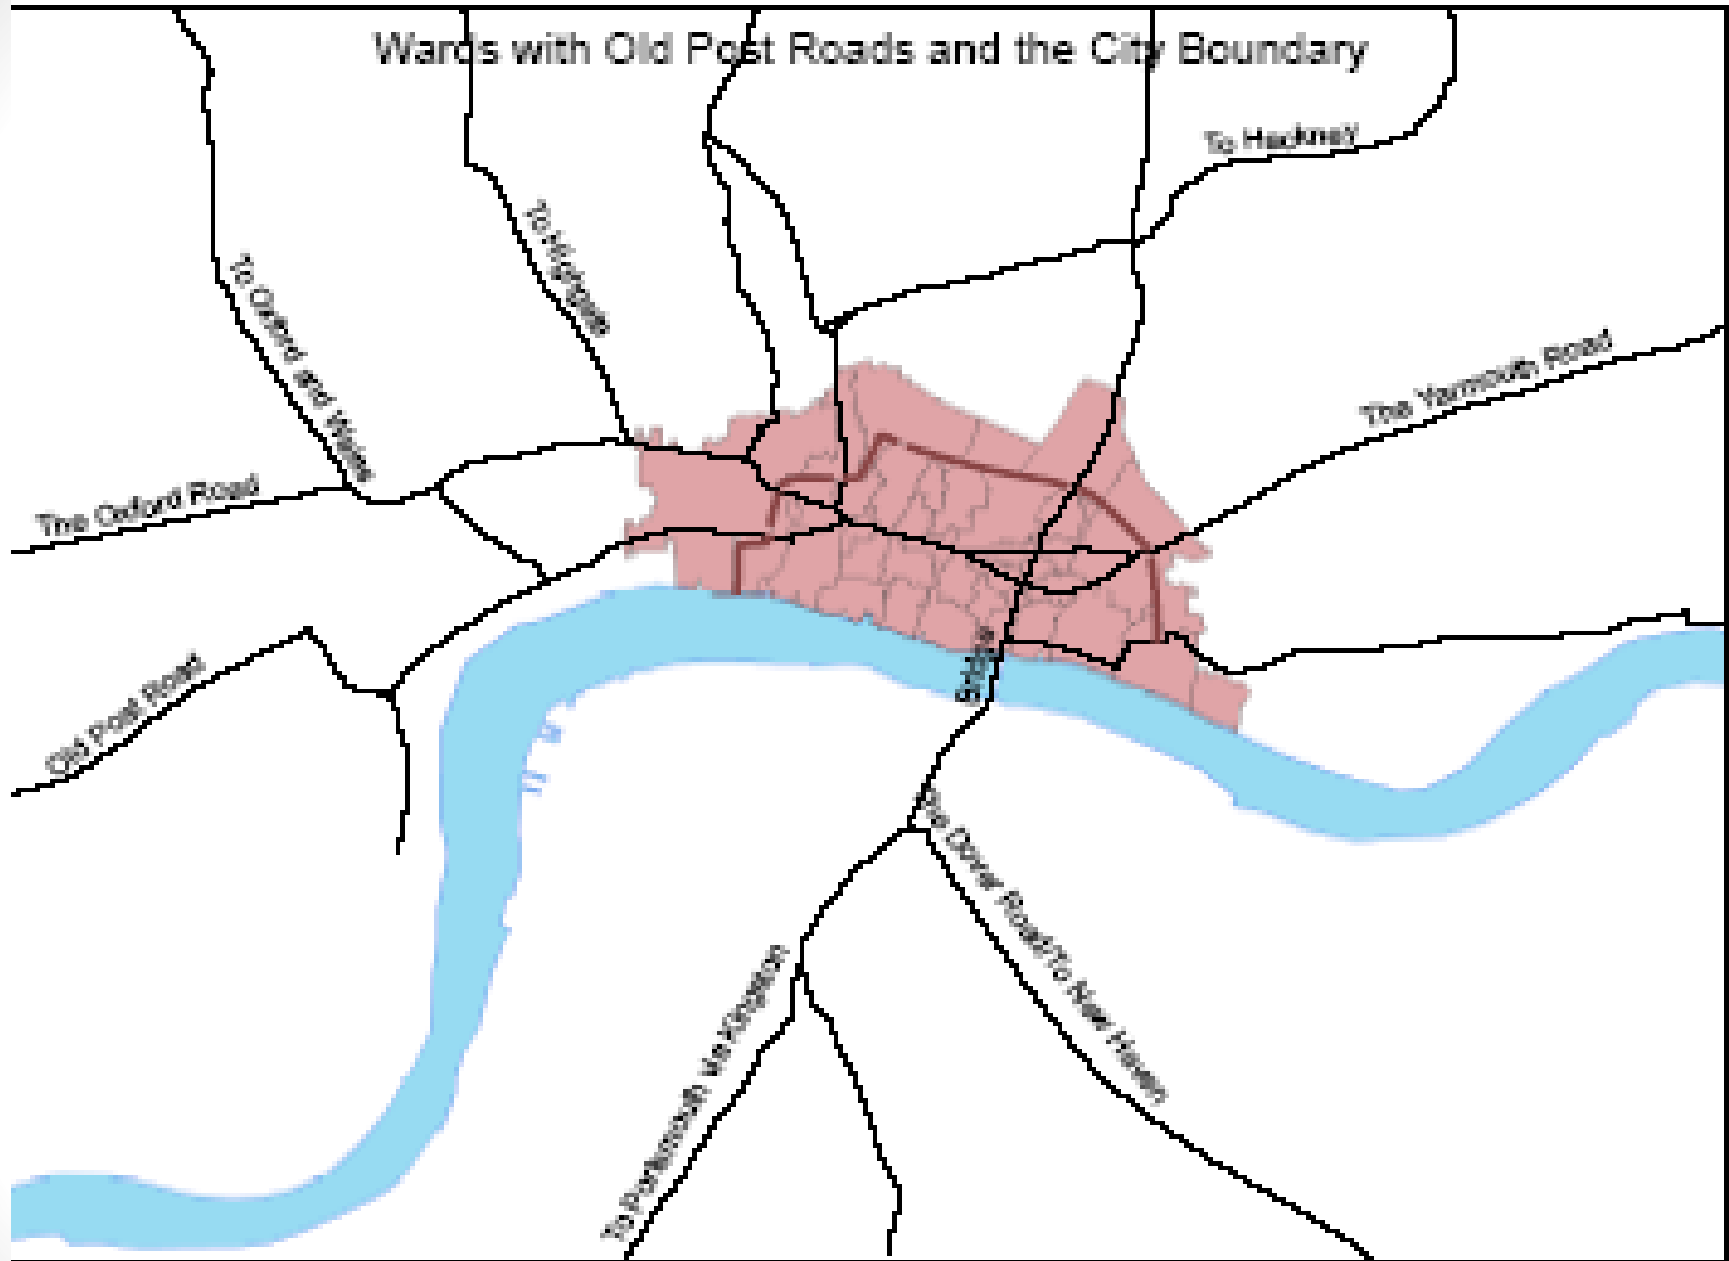 Wards with Old Post Roads and the City Boundary
To Hackney
To Highgate
To Oxford and Wales
The Yarmouth Road
The Oxford Road
Old Post Road
Bridge
The Dover Road/To New Haven
To Portsmouth via Kingston